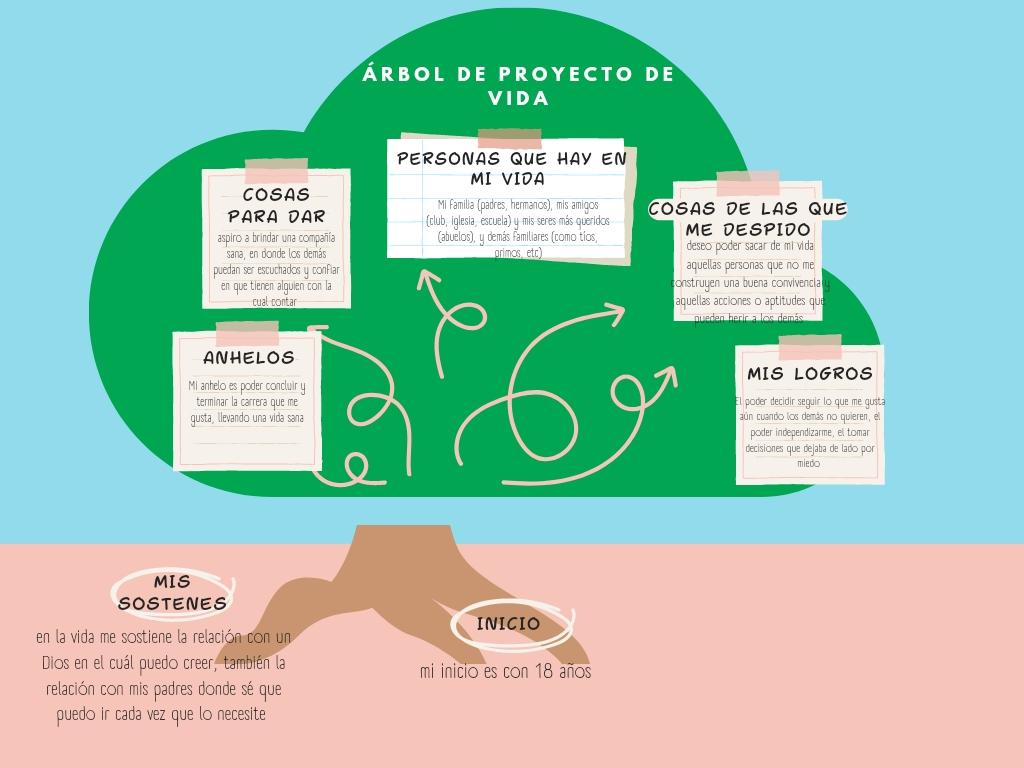 ÁRBOL DE PROYECTO DE
VIDA
PERSONAS QUE HAY EN
MI VIDA
Mi familia (padres, hermanos), mis amigos
(club, iglesia, escuela) y mis seres más queridos
(abuelos), y demás familiares (como tíos,
primos, etc)
COSAS
PARA DAR
aspiro a brindar una compañía
sana, en donde los demás
puedan ser escuchados y confiar
en que tienen alguien con la
cual contar
COSAS DE LAS QUE
ME DESPIDO
deseo poder sacar de mi vida
aquellas personas que no me
construyen una buena convivencia y
aquellas acciones o aptitudes que
pueden herir a los demás
ANHELOS
Mi anhelo es poder concluir y
terminar la carrera que me
gusta, llevando una vida sana
MIS LOGROS
El poder decidir seguir lo que me gusta
aún cuando los demás no quieren, el
poder independizarme, el tomar
decisiones que dejaba de lado por
miedo
MIS
SOSTENES
en la vida me sostiene la relación con un
Dios en el cuál puedo creer, también la
relación con mis padres donde sé que
puedo ir cada vez que lo necesite
INICIO
mi inicio es con 18 años